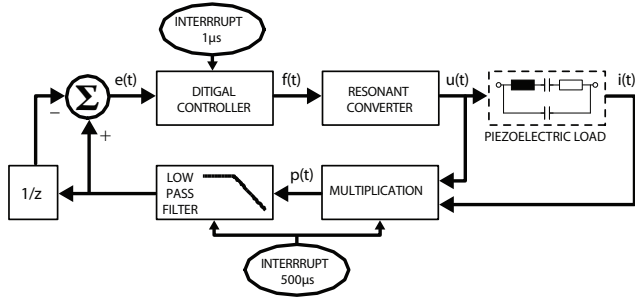 INTERRRUPT
1μs
e(t)
DITIGAL
CONTROLLER
f(t)
RESONANT
CONVERTER
u(t)
i(t)
Σ
−
+
PIEZOELECTRIC LOAD
1/z
LOW
PASS
FILTER
p(t)
MULTIPLICATION
INTERRRUPT
500μs